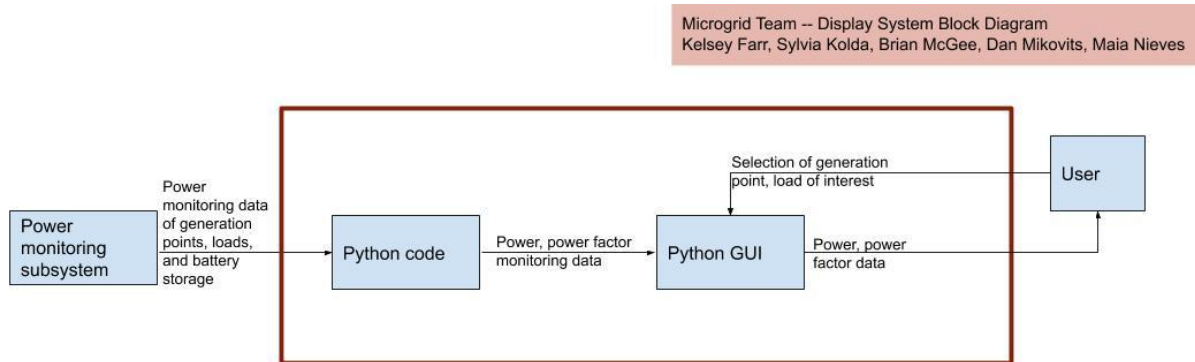 Microgrid Team -- Display System Block Diagram
Kelsey Farr, Sylvia Kolda, Brian McGee, Dan Mikovits, Maia Nieves
Power
monitoring
subsystem
Power
monitoring data
of generation
points, loads,
and battery
storage
Python code
Power, power factor
monitoring data
Selection of generation
point, load of interest
Python GUI
Power, power
factor data
User